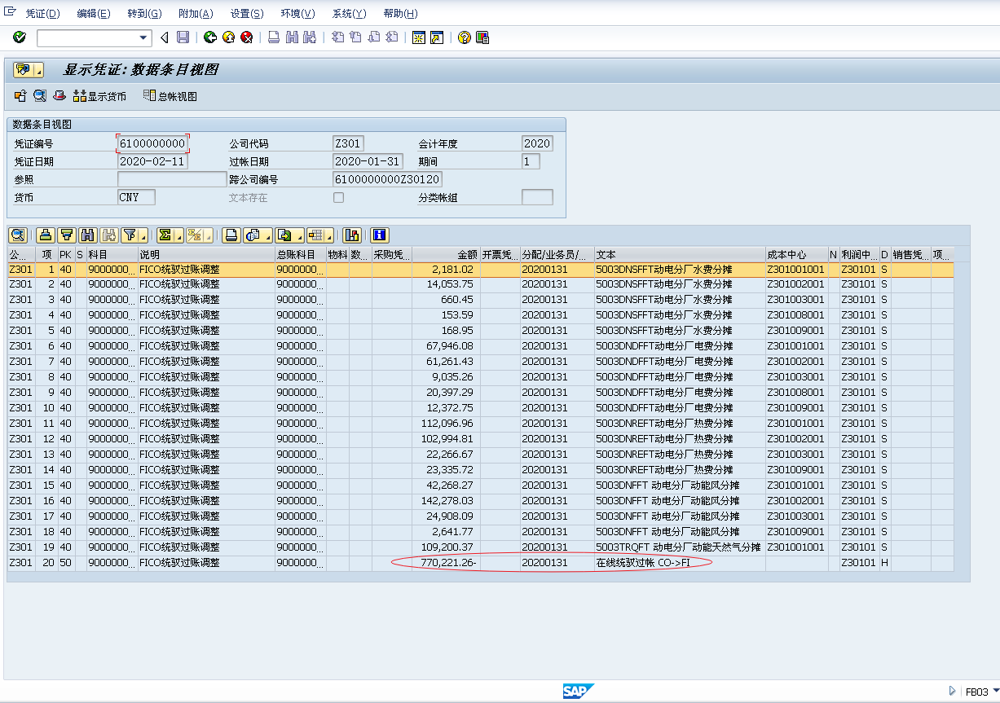 凭证(D) 编辑(E) 转到(G) 附加(A) 设置(S) 环境(V) 系统(Y) 帮助(H)
显示凭证: 数据条目视图
显示货币 总帐视图
数据条目视图
凭证编号 6100000000 公司代码 Z301 会计年度 2020
凭证日期 2020-02-11 过帐日期 2020-01-31 期间 1
参照 跨公司编号 6100000000Z30120
货币 CNY 文本存在 分类帐组
公... 项 PK S 科目 说明 总账科目 物料 数... 采购凭... 金额 开票凭... 分配/业务员/... 文本 成本中心 N 利润中... D 销售凭... 项...
Z301 1 40 9000000... FICO统驭过账调整 9000000... 2,181.02 20200131 5003DNSFFT动电分厂水费分摊 Z301001001 Z30101 S
Z301 2 40 9000000... FICO统驭过账调整 9000000... 14,053.75 20200131 5003DNSFFT动电分厂水费分摊 Z301002001 Z30101 S
Z301 3 40 9000000... FICO统驭过账调整 9000000... 660.45 20200131 5003DNSFFT动电分厂水费分摊 Z301003001 Z30101 S
Z301 4 40 9000000... FICO统驭过账调整 9000000... 153.59 20200131 5003DNSFFT动电分厂水费分摊 Z301008001 Z30101 S
Z301 5 40 9000000... FICO统驭过账调整 9000000... 168.95 20200131 5003DNSFFT动电分厂水费分摊 Z301009001 Z30101 S
Z301 6 40 9000000... FICO统驭过账调整 9000000... 67,946.08 20200131 5003DNDFFT动电分厂电费分摊 Z301001001 Z30101 S
Z301 7 40 9000000... FICO统驭过账调整 9000000... 61,261.43 20200131 5003DNDFFT动电分厂电费分摊 Z301002001 Z30101 S
Z301 8 40 9000000... FICO统驭过账调整 9000000... 9,035.26 20200131 5003DNDFFT动电分厂电费分摊 Z301003001 Z30101 S
Z301 9 40 9000000... FICO统驭过账调整 9000000... 20,397.29 20200131 5003DNDFFT动电分厂电费分摊 Z301008001 Z30101 S
Z301 10 40 9000000... FICO统驭过账调整 9000000... 12,372.75 20200131 5003DNDFFT动电分厂电费分摊 Z301009001 Z30101 S
Z301 11 40 9000000... FICO统驭过账调整 9000000... 112,096.96 20200131 5003DNREFT动电分厂热费分摊 Z301001001 Z30101 S
Z301 12 40 9000000... FICO统驭过账调整 9000000... 102,994.81 20200131 5003DNREFT动电分厂热费分摊 Z301002001 Z30101 S
Z301 13 40 9000000... FICO统驭过账调整 9000000... 22,266.67 20200131 5003DNREFT动电分厂热费分摊 Z301003001 Z30101 S
Z301 14 40 9000000... FICO统驭过账调整 9000000... 23,335.72 20200131 5003DNREFT动电分厂热费分摊 Z301009001 Z30101 S
Z301 15 40 9000000... FICO统驭过账调整 9000000... 42,268.27 20200131 5003DNFFT 动电分厂动能风分摊 Z301001001 Z30101 S
Z301 16 40 9000000... FICO统驭过账调整 9000000... 142,278.03 20200131 5003DNFFT 动电分厂动能风分摊 Z301002001 Z30101 S
Z301 17 40 9000000... FICO统驭过账调整 9000000... 24,908.09 20200131 5003DNFFT 动电分厂动能风分摊 Z301003001 Z30101 S
Z301 18 40 9000000... FICO统驭过账调整 9000000... 2,641.77 20200131 5003DNFFT 动电分厂动能风分摊 Z301009001 Z30101 S
Z301 19 40 9000000... FICO统驭过账调整 9000000... 109,200.37 20200131 5003TRQFT 动电分厂动能天然气分摊 Z301001001 Z30101 S
Z301 20 50 9000000... FICO统驭过账调整 9000000... 770,221.26- 20200131 在线统驭过帐 CO->FI Z30101 H
SAP FB03